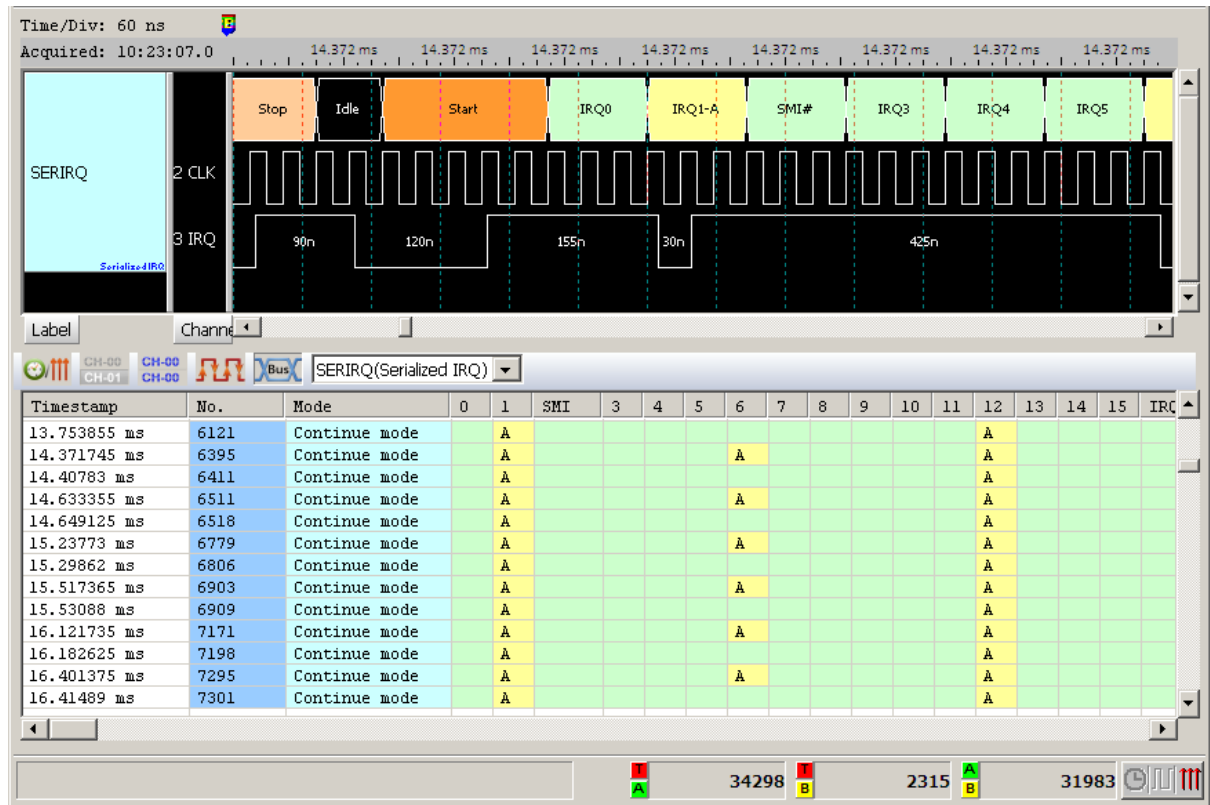 Time/Div: 60 ns
Acquired: 10:23:07.0
14.372 ms 14.372 ms 14.372 ms 14.372 ms 14.372 ms 14.372 ms 14.372 ms 14.372 ms
Stop Idle Start IRQ0 IRQ1-A SMI# IRQ3 IRQ4 IRQ5
SERIRQ 2 CLK
3 IRQ 90n 120n 155n 30n 425n
SerializedIRQ
Label Channe
CH-00 CH-00
CH-01 CH-00
Bus SERIRQ(Serialized IRQ)
Timestamp No. Mode 0 1 SMI 3 4 5 6 7 8 9 10 11 12 13 14 15 IRQ
13.753855 ms 6121 Continue mode A A
14.371745 ms 6395 Continue mode A A A
14.40783 ms 6411 Continue mode A A
14.633355 ms 6511 Continue mode A A A
14.649125 ms 6518 Continue mode A A
15.23773 ms 6779 Continue mode A A A
15.29862 ms 6806 Continue mode A A
15.517365 ms 6903 Continue mode A A A
15.53088 ms 6909 Continue mode A A
16.121735 ms 7171 Continue mode A A A
16.182625 ms 7198 Continue mode A A
16.401375 ms 7295 Continue mode A A A
16.41489 ms 7301 Continue mode A A
T A 34298 T B 2315 A B 31983